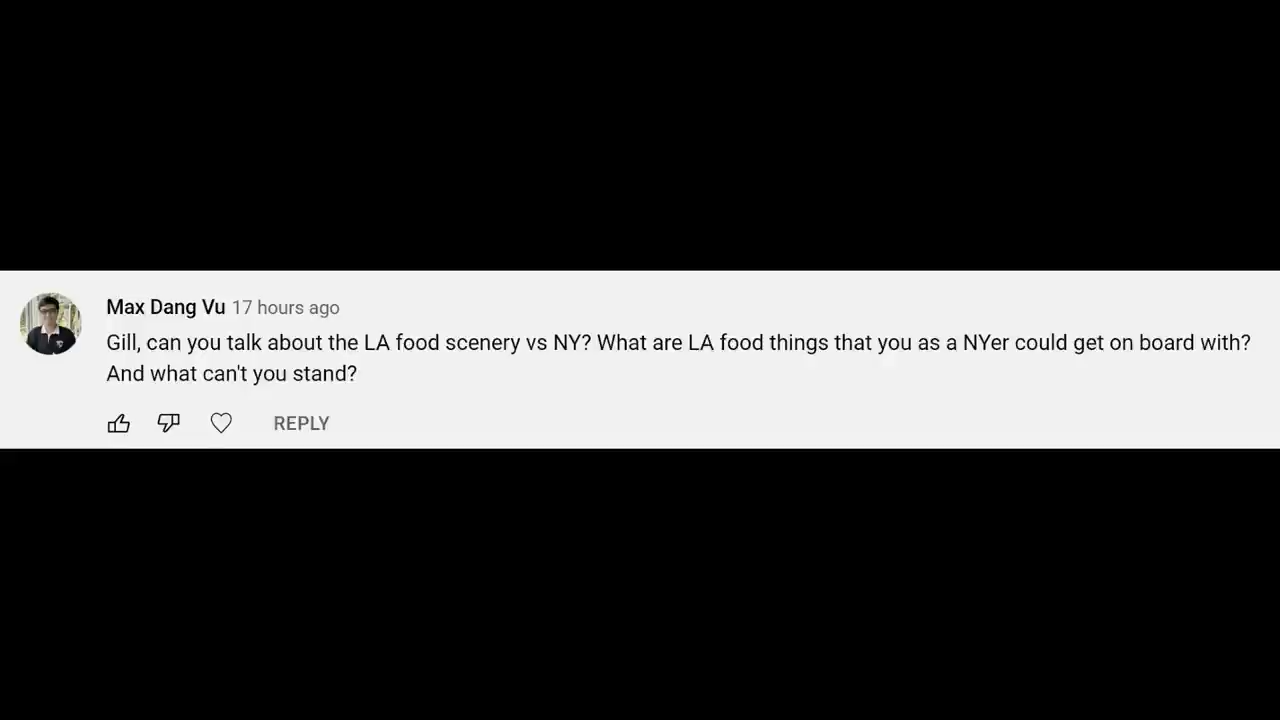 Max Dang Vu 17 hours ago
Gill, can you talk about the LA food scenery vs NY? What are LA food things that you as a NYer could get on board with?
And what can't you stand?
REPLY